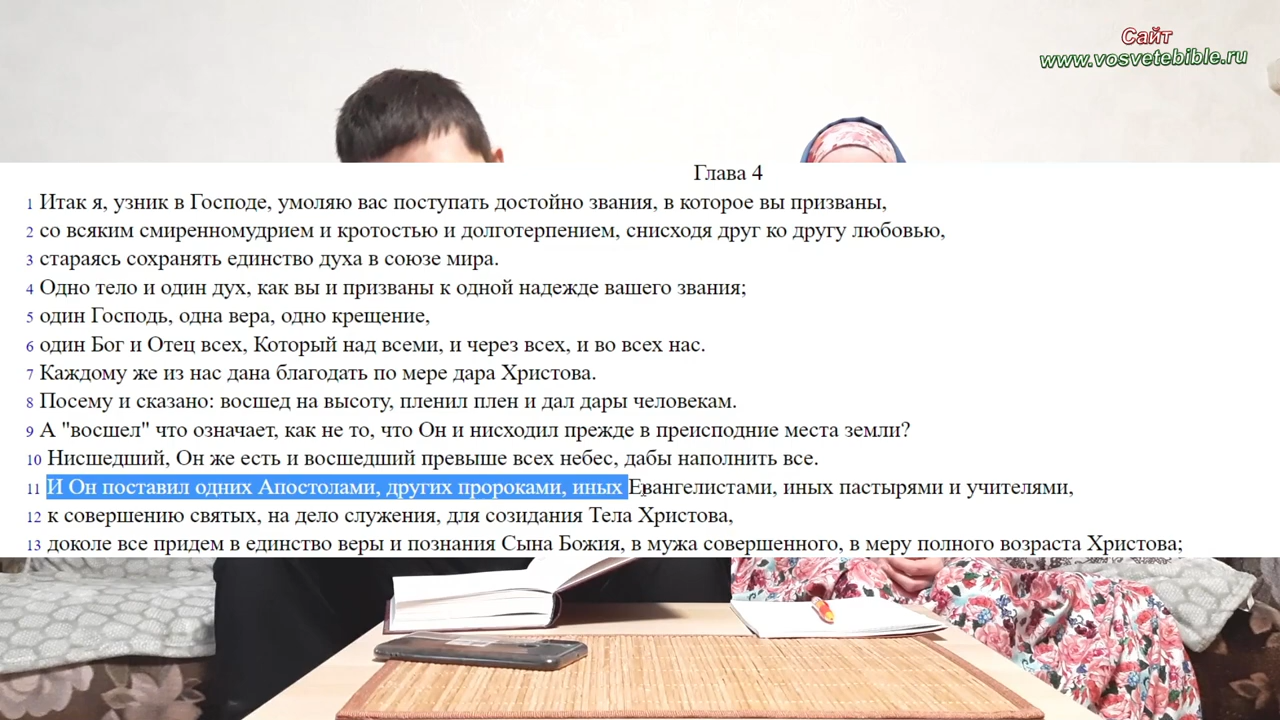 Сайт
www.vosvetebible.ru
Глава 4
1 Итак я, узник в Господе, умоляю вас поступать достойно звания, в которое вы призваны,
2 со всяким смиренномудрием и кротостью и долготерпением, снисходя друг ко другу любовью,
3 стараясь сохранять единство духа в союзе мира.
4 Одно тело и один дух, как вы и призваны к одной надежде вашего звания;
5 один Господь, одна вера, одно крещение,
6 один Бог и Отец всех, Который над всеми, и через всех, и во всех нас.
7 Каждому же из нас дана благодать по мере дара Христова.
8 Посему и сказано: восшед на высоту, пленил плен и дал дары человекам.
9 А "восшел" что означает, как не то, что Он и нисходил прежде в преисподние места земли?
10 Нисшедший, Он же есть и восшедший превыше всех небес, дабы наполнить все.
11 И Он поставил одних Апостолами, других пророками, иных Евангелистами, иных пастырями и учителями,
12 к совершению святых, на дело служения, для созидания Тела Христова,
13 доколе все придем в единство веры и познания Сына Божия, в мужа совершенного, в меру полного возраста Христова;